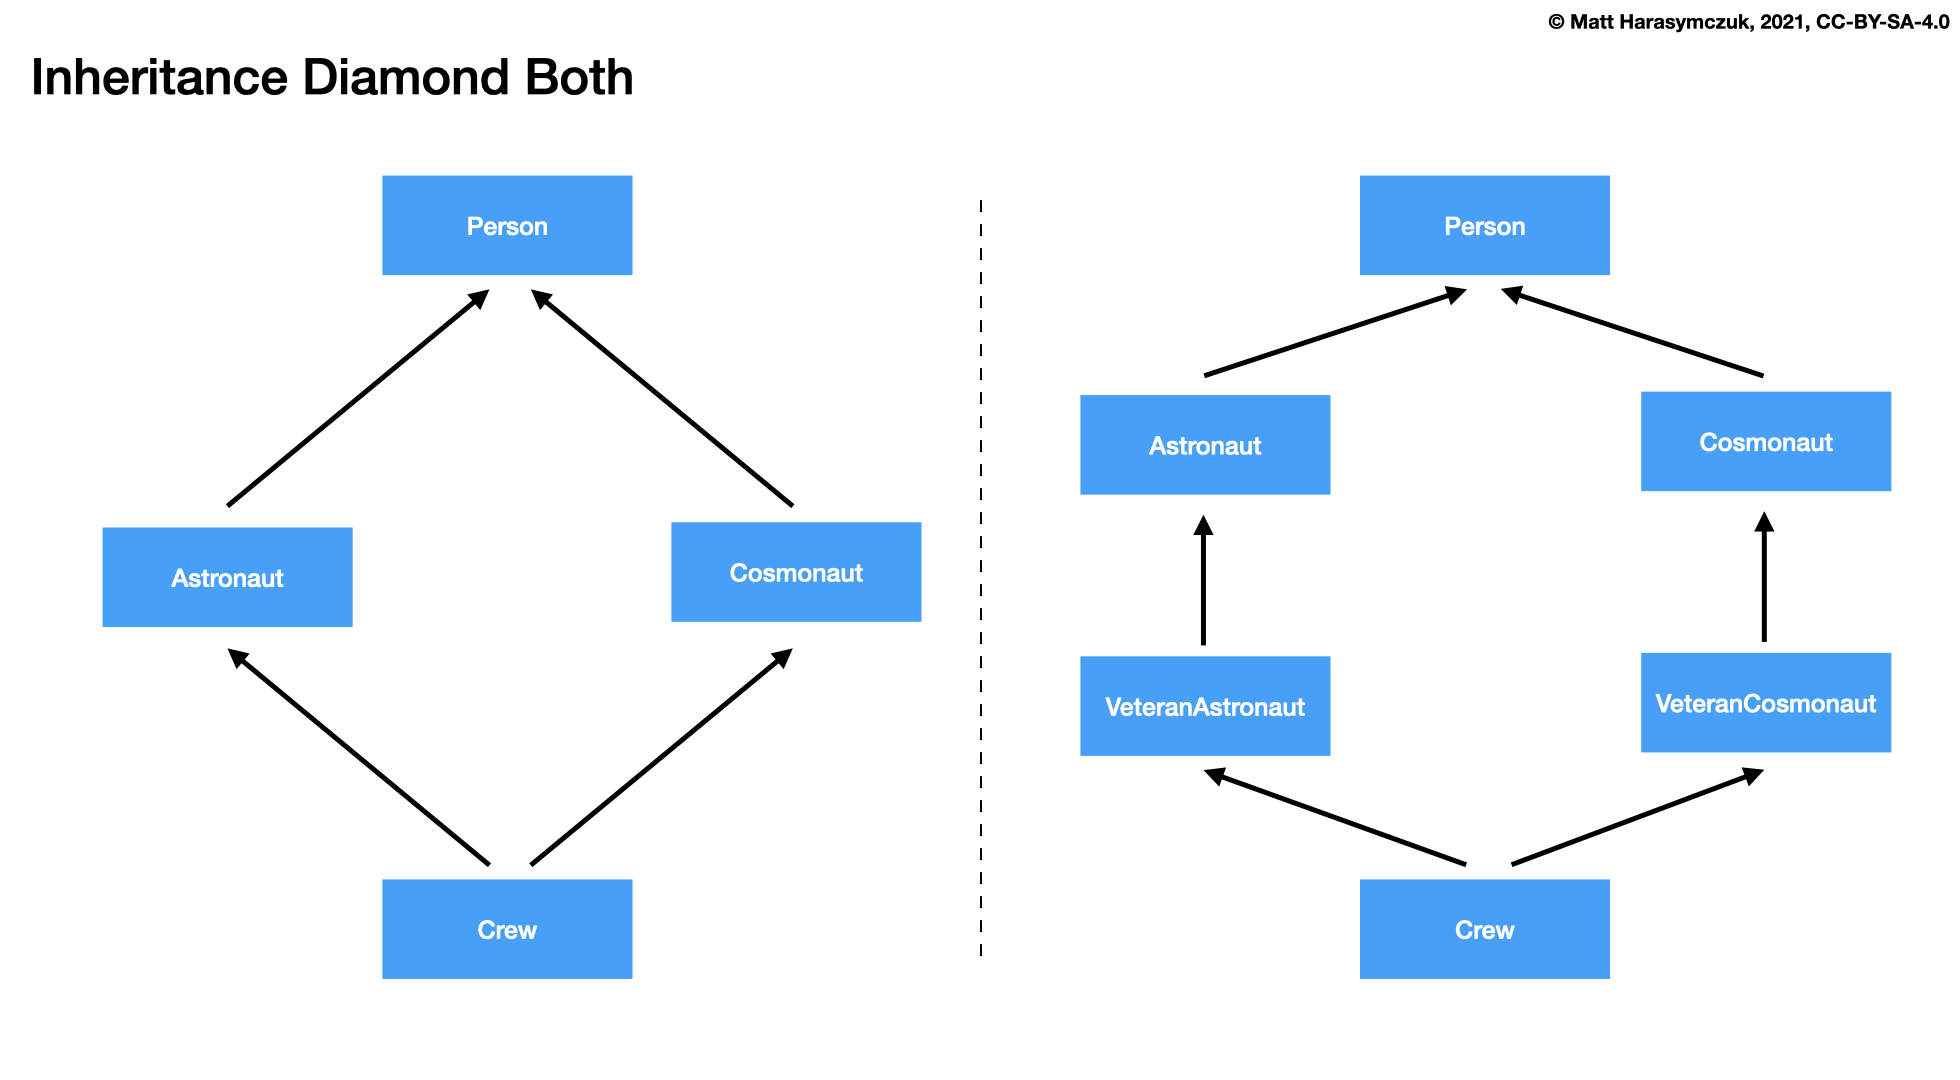 © Matt Harasymczuk, 2021, CC-BY-SA-4.0
Inheritance Diamond Both
Person
Astronaut
Cosmonaut
Crew
Person
Astronaut
Cosmonaut
VeteranAstronaut
VeteranCosmonaut
Crew